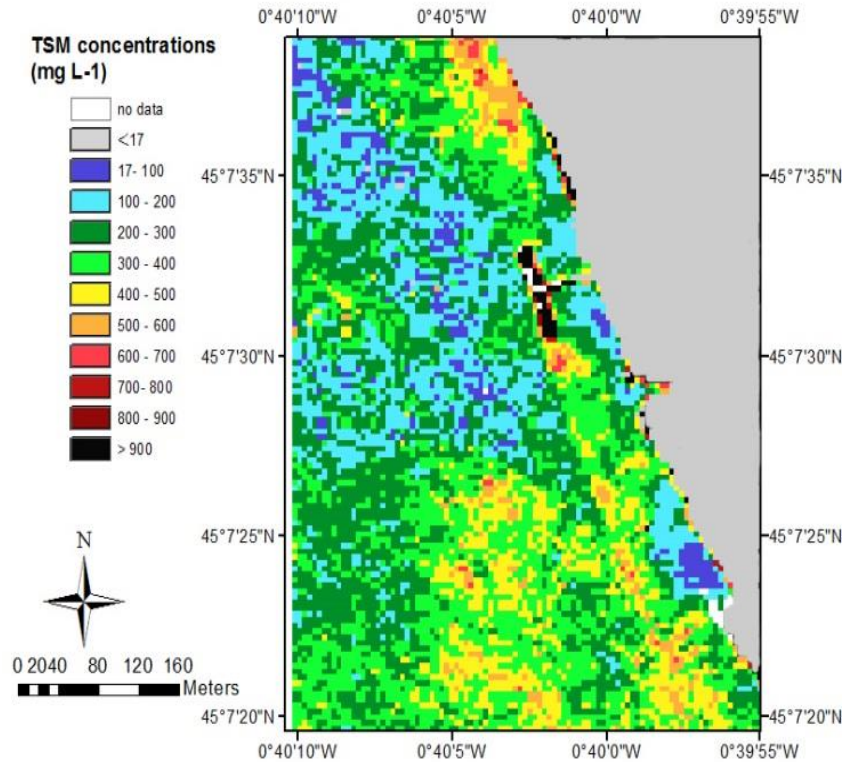 0°40'10"W 0°40'5"W 0°40'0"W 0°39'55"W
TSM concentrations
(mg L-1)
no data
<17
17- 100
100 - 200
200 - 300
300 - 400
400 - 500
500 - 600
600 - 700
700- 800
800 - 900
> 900
45°7'35"N 45°7'35"N
45°7'30"N 45°7'30"N
45°7'25"N 45°7'25"N
45°7'20"N 45°7'20"N
N
0 2040 80 120 160
Meters
0°40'10"W 0°40'5"W 0°40'0"W 0°39'55"W